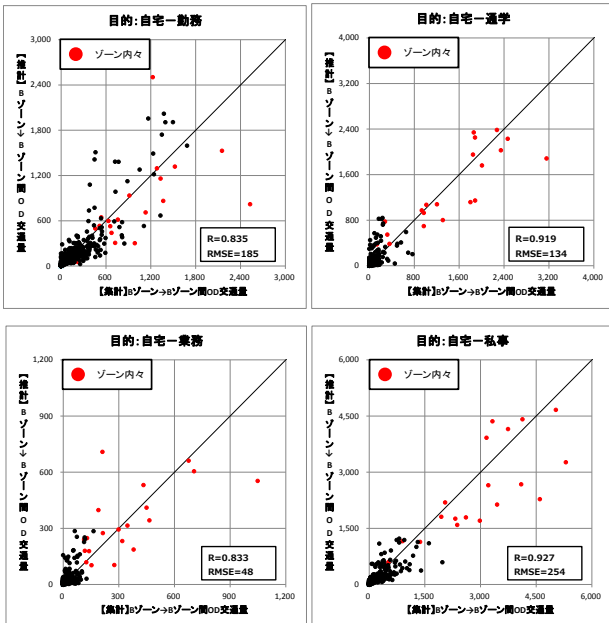 目的:自宅ー勤務
【推計】Bゾーン→Bゾーン間OD交通量
3,000
2,400
1,800
1,200
600
0
ゾーン内々
R=0.835
RMSE=185
0 600 1,200 1,800 2,400 3,000
【集計】Bゾーン→Bゾーン間OD交通量
目的:自宅ー通学
【推計】Bゾーン→Bゾーン間OD交通量
4,000
3,200
2,400
1,600
800
0
ゾーン内々
R=0.919
RMSE=134
0 800 1,600 2,400 3,200 4,000
【集計】Bゾーン→Bゾーン間OD交通量
目的:自宅ー業務
【推計】Bゾーン→Bゾーン間OD交通量
1,200
900
600
300
0
ゾーン内々
R=0.833
RMSE=48
0 300 600 900 1,200
【集計】Bゾーン→Bゾーン間OD交通量
目的:自宅ー私事
【推計】Bゾーン→Bゾーン間OD交通量
6,000
4,500
3,000
1,500
0
ゾーン内々
R=0.927
RMSE=254
0 1,500 3,000 4,500 6,000
【集計】Bゾーン→Bゾーン間OD交通量